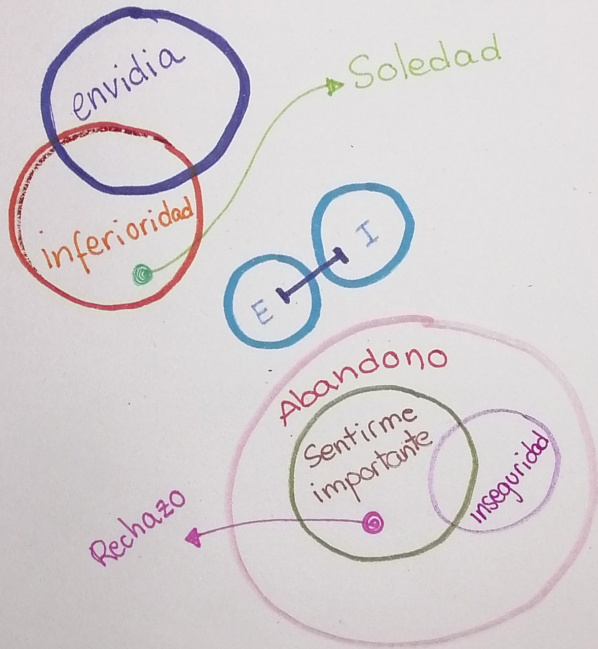 envidia
Soledad
inferioridad
I
E
Abandono
Sentirme
importante
inseguridad
Rechazo